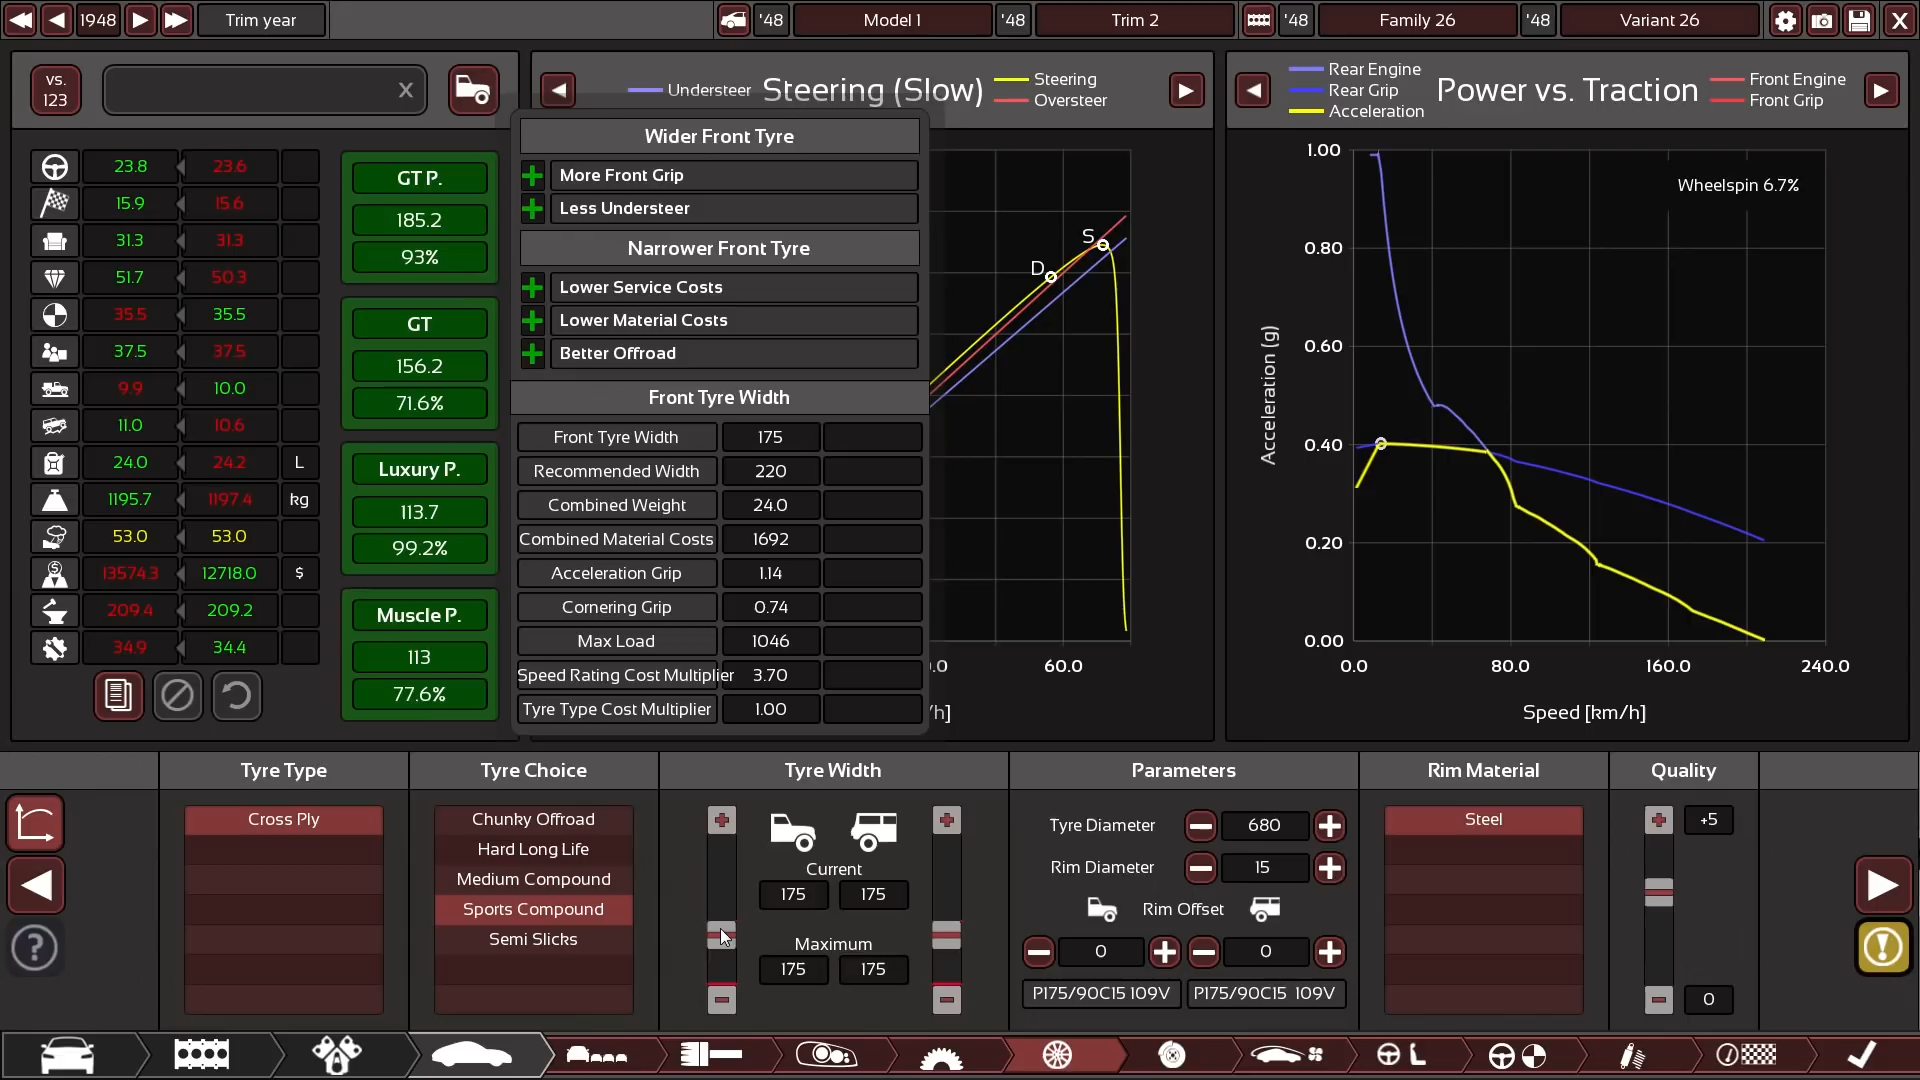 1948
Trim year
'48
Model 1
'48
Trim 2
'48
Family 26
'48
Variant 26
vs.
123
x
Understeer
Steering (Slow)
Steering
Oversteer
Rear Engine
Rear Grip
Acceleration
Power vs. Traction
Front Engine
Front Grip
23.8 23.6
15.9 15.6
31.3 31.3
51.7 50.3
35.5 35.5
37.5 37.5
9.9 10.0
11.0 10.6
24.0 24.2 L
1195.7 1197.4 kg
53.0 53.0
13574.3 12718.0 $
209.4 209.2
34.9 34.4
GT P.
185.2
93%
GT
156.2
71.6%
Luxury P.
113.7
99.2%
Muscle P.
113
77.6%
Wider Front Tyre
More Front Grip
Less Understeer
Narrower Front Tyre
Lower Service Costs
Lower Material Costs
Better Offroad
Front Tyre Width
Front Tyre Width 175
Recommended Width 220
Combined Weight 24.0
Combined Material Costs 1692
Acceleration Grip 1.14
Cornering Grip 0.74
Max Load 1046
Speed Rating Cost Multiplier 3.70
Tyre Type Cost Multiplier 1.00
D
S
.0
60.0
/h]
Wheelspin 6.7%
1.00
0.80
0.60
0.40
0.20
0.00
Acceleration (g)
0.0
80.0
160.0
240.0
Speed [km/h]
Tyre Type
Tyre Choice
Tyre Width
Parameters
Rim Material
Quality
Cross Ply
Chunky Offroad
Hard Long Life
Medium Compound
Sports Compound
Semi Slicks
Current
175 175
Maximum
175 175
Tyre Diameter 680
Rim Diameter 15
Rim Offset
0 0
P175/90C15 109V P175/90C15 109V
Steel
+5
0